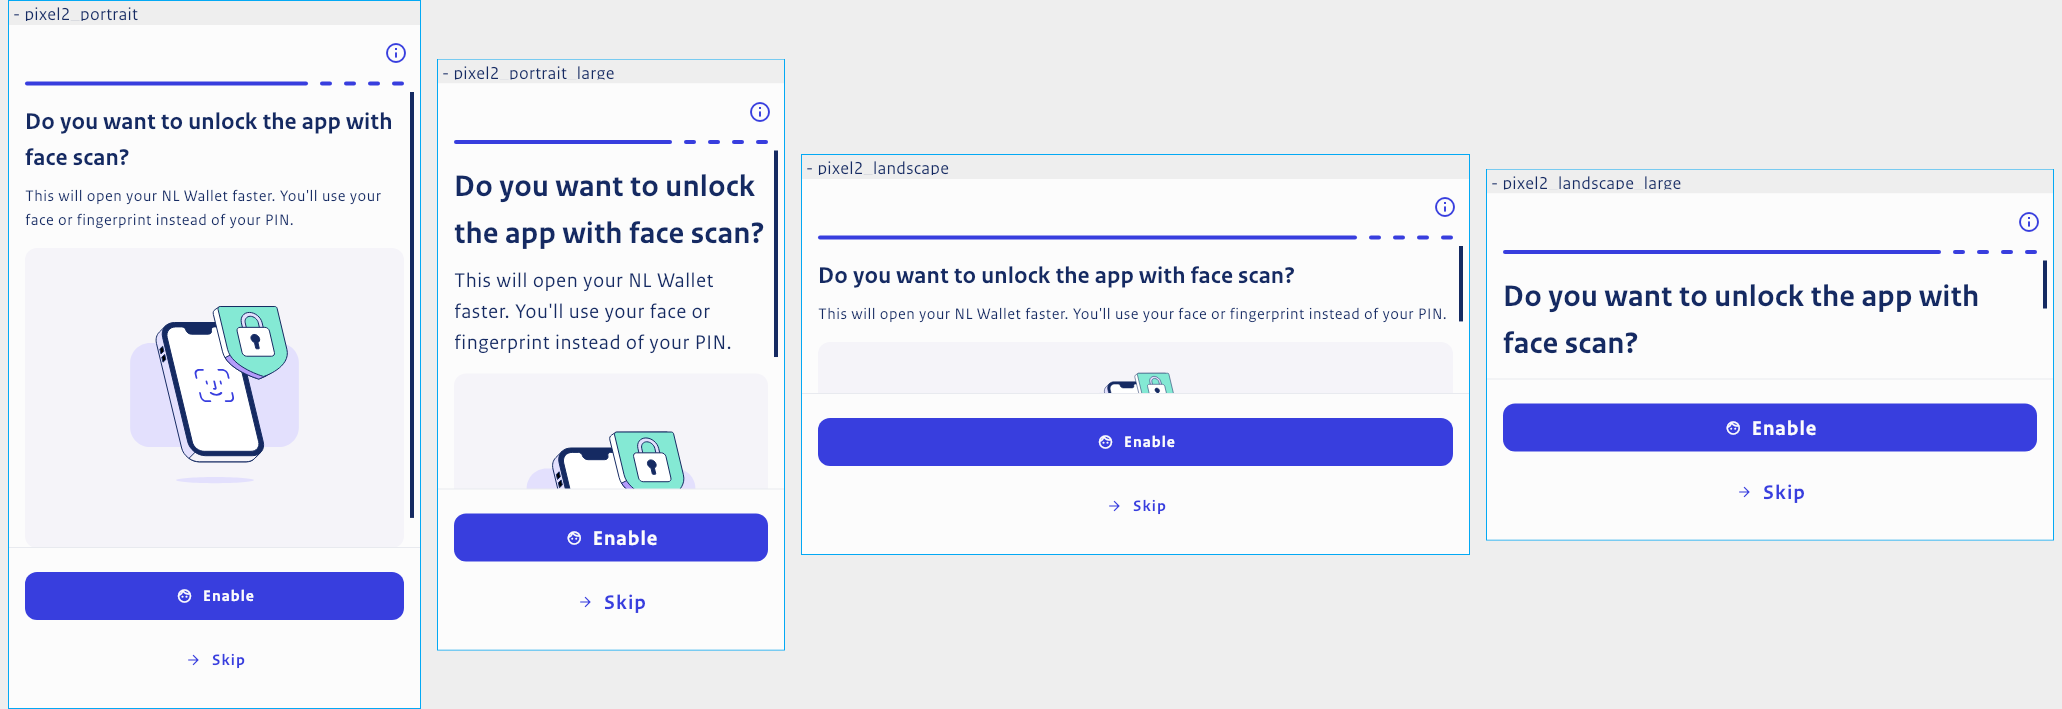 - pixel2_portrait
Do you want to unlock the app with
face scan?
This will open your NL Wallet faster. You'll use your
face or fingerprint instead of your PIN.
Enable
Skip
- pixel2_portrait_large
Do you want to unlock
the app with face scan?
This will open your NL Wallet
faster. You'll use your face or
fingerprint instead of your PIN.
Enable
Skip
- pixel2_landscape
Do you want to unlock the app with face scan?
This will open your NL Wallet faster. You'll use your face or fingerprint instead of your PIN.
Enable
Skip
- pixel2_landscape_large
Do you want to unlock the app with
face scan?
Enable
Skip